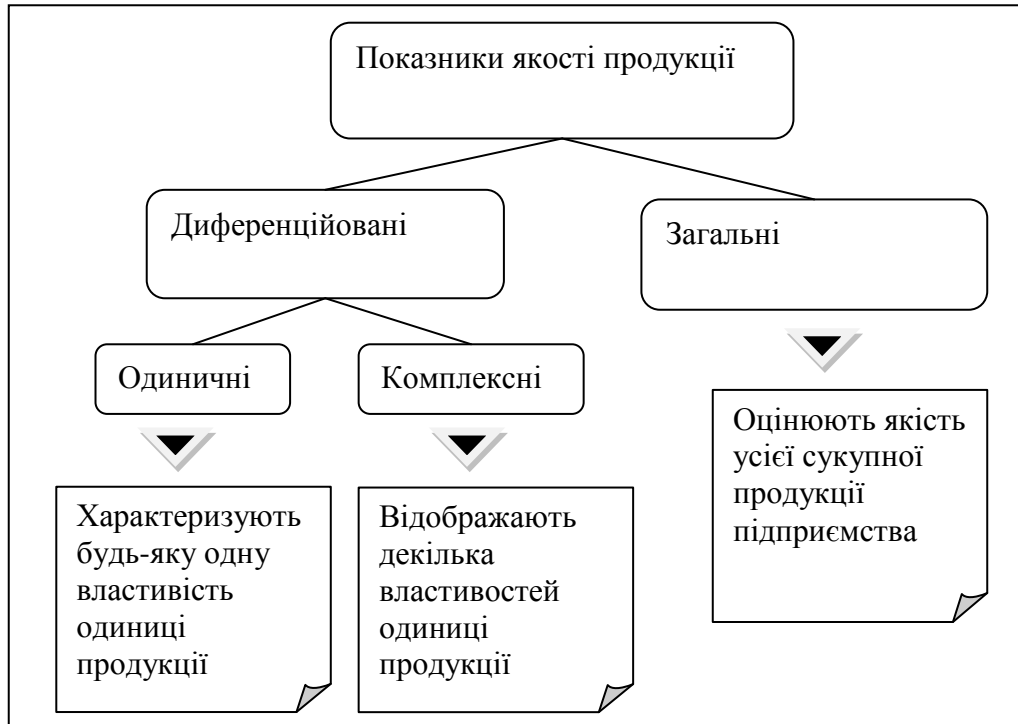 Показники якості продукції
Диференційовані
Загальні
Одиничні
Комплексні
Характеризують
будь-яку одну
властивість
одиниці
продукції
Відображають
декілька
властивостей
одиниці
продукції
Оцінюють якість
усієї сукупної
продукції
підприємства